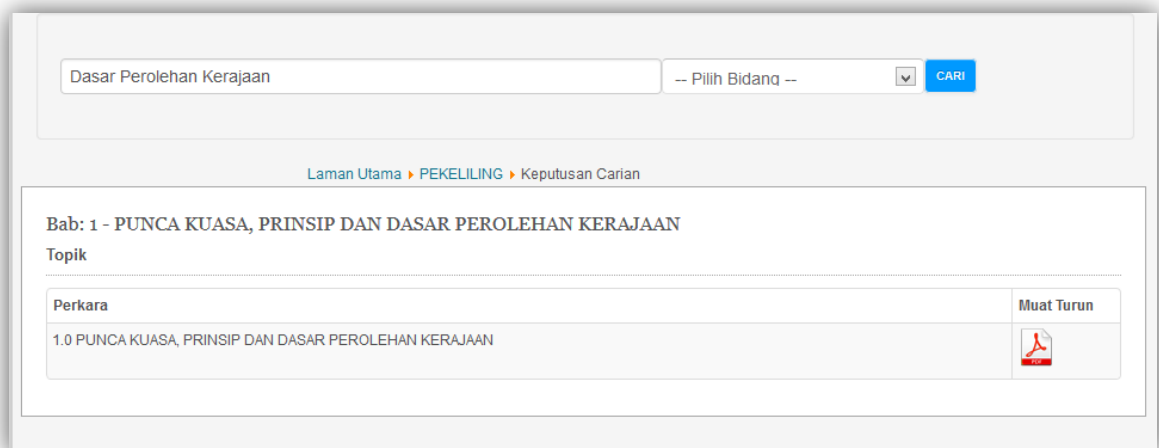 Dasar Perolehan Kerajaan
-- Pilih Bidang --
CARI
Laman Utama PEKELILING Keputusan Carian
Bab: 1 - PUNCA KUASA, PRINSIP DAN DASAR PEROLEHAN KERAJAAN
Topik
Perkara Muat Turun
1.0 PUNCA KUASA, PRINSIP DAN DASAR PEROLEHAN KERAJAAN
PDF